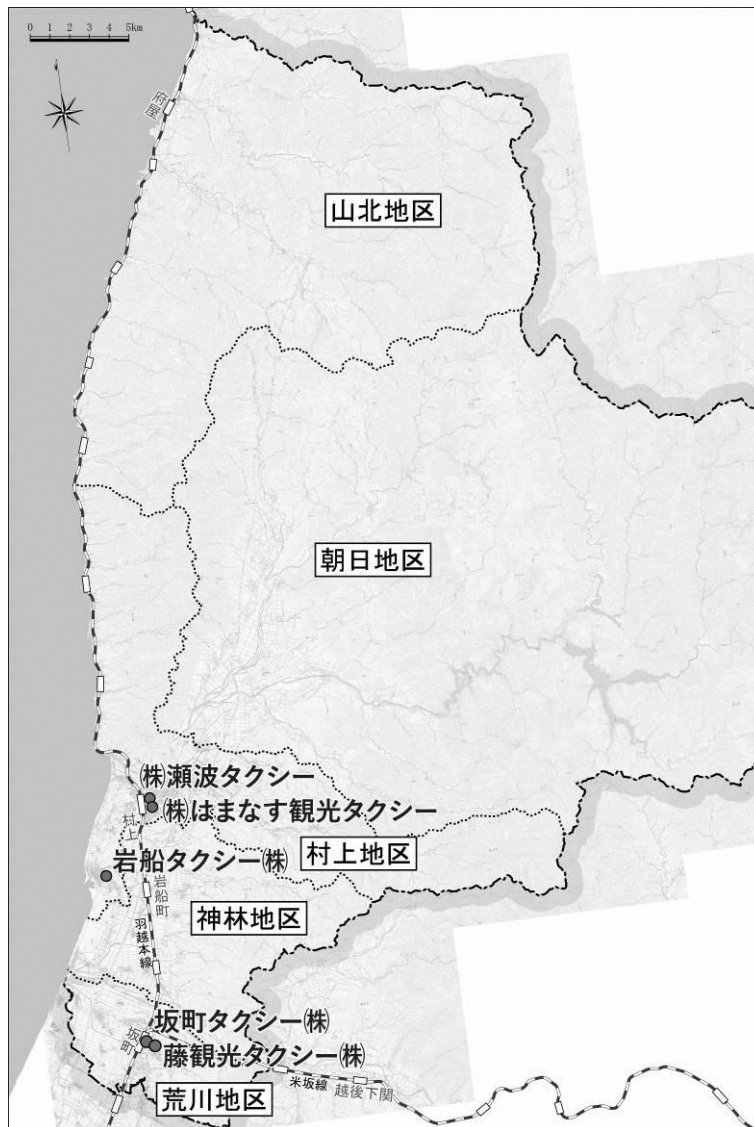 0 1 2 3 4 5km
府屋
山北地区
朝日地区
㈱瀬波タクシー
㈱はまなす観光タクシー
村上
岩船タクシー㈱
村上地区
岩船町
神林地区
羽越本線
坂町タクシー㈱
坂町
藤観光タクシー㈱
米坂線
越後下関
荒川地区